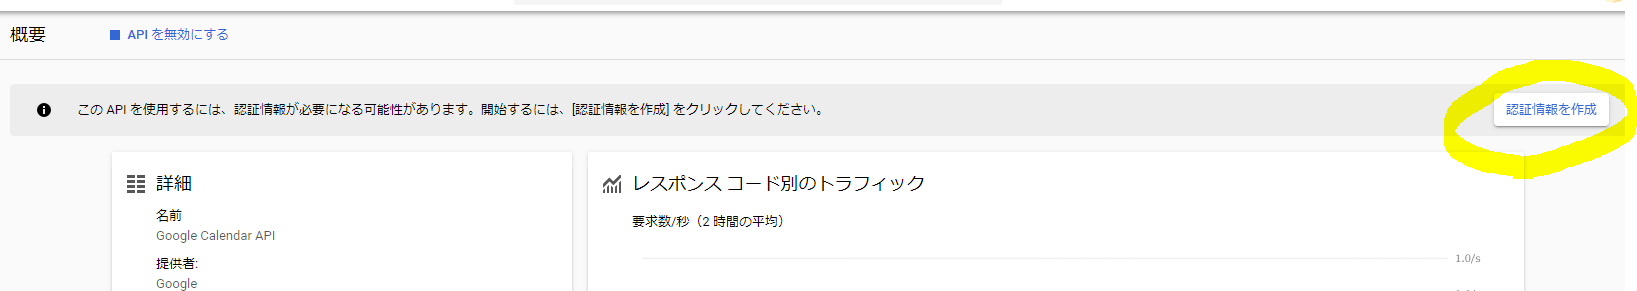 概要
API を無効にする
この API を使用するには、認証情報が必要になる可能性があります。開始するには、[認証情報を作成] をクリックしてください。
認証情報を作成
詳細
名前
Google Calendar API
提供者:
Google
レスポンス コード別のトラフィック
要求数/秒（2 時間の平均）
1.0/s